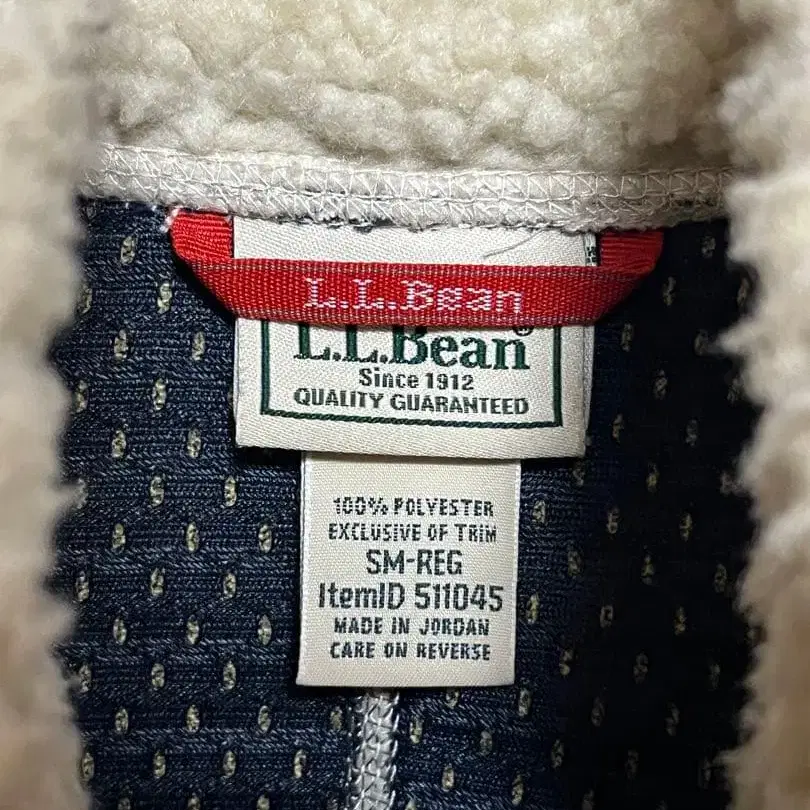 L.L.Bean
L.L.Bean®
Since 1912
QUALITY GUARANTEED
100% POLYESTER
EXCLUSIVE OF TRIM
SM-REG
ItemID 511045
MADE IN JORDAN
CARE ON REVERSE